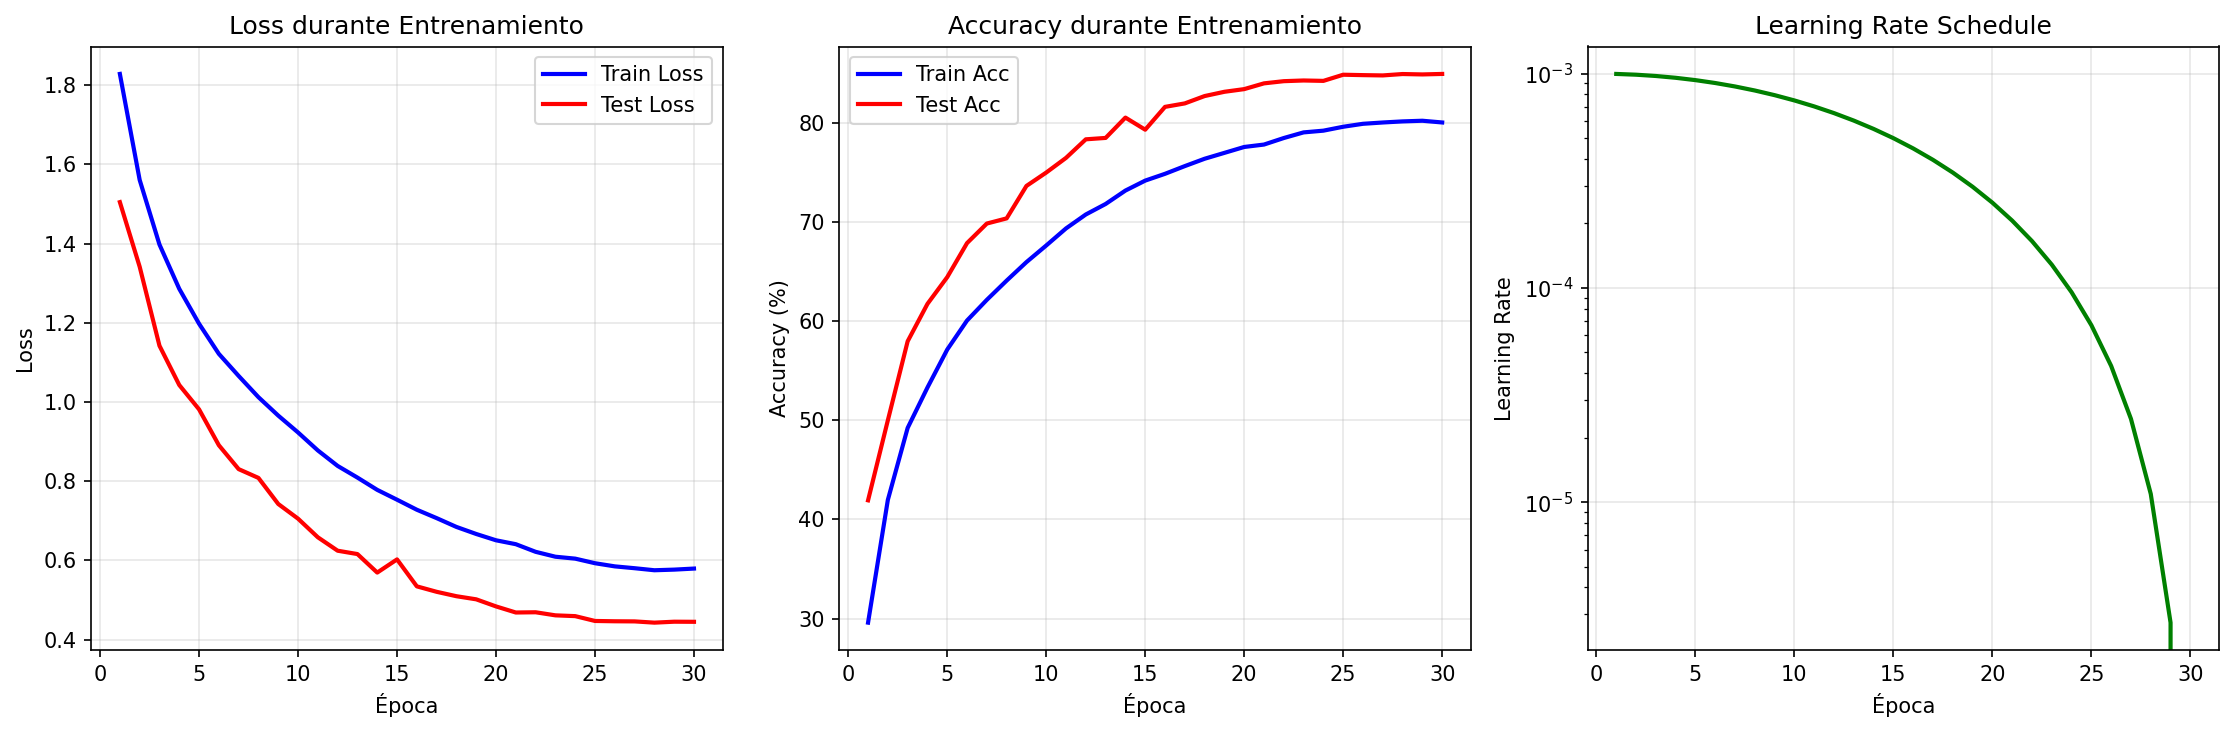 Loss durante Entrenamiento
Train Loss
Test Loss
1.8
1.6
1.4
1.2
1.0
0.8
0.6
0.4
Loss
0 5 10 15 20 25 30
Época
Accuracy durante Entrenamiento
Train Acc
Test Acc
80
70
60
50
40
30
Accuracy (%)
0 5 10 15 20 25 30
Época
Learning Rate Schedule
10⁻³
10⁻⁴
10⁻⁵
Learning Rate
0 5 10 15 20 25 30
Época